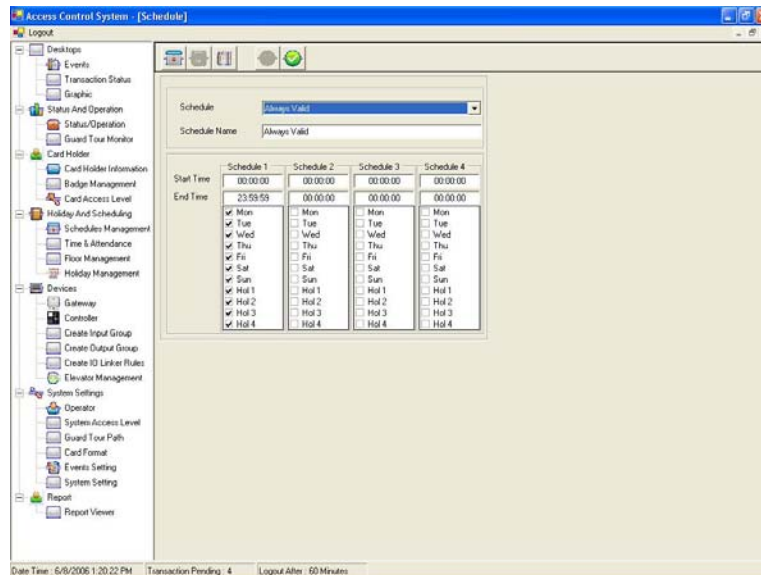 Access Control System - [Schedule]
Logout
Desktops
Events
Transaction Status
Graphic
Status And Operation
Status/Operation
Guard Tour Monitor
Card Holder
Card Holder Information
Badge Management
Card Access Level
Holiday And Scheduling
Schedules Management
Time & Attendance
Floor Management
Holiday Management
Devices
Gateway
Controller
Create Input Group
Create Output Group
Create IO Linker Rules
Elevator Management
System Settings
Operator
System Access Level
Guard Tour Path
Card Format
Events Setting
System Setting
Report
Report Viewer
Schedule Always Valid
Schedule Name Always Valid
Schedule 1 Schedule 2 Schedule 3 Schedule 4
Start Time 00:00:00 00:00:00 00:00:00 00:00:00
End Time 23:59:59 00:00:00 00:00:00 00:00:00
Mon Mon Mon Mon
Tue Tue Tue Tue
Wed Wed Wed Wed
Thu Thu Thu Thu
Fri Fri Fri Fri
Sat Sat Sat Sat
Sun Sun Sun Sun
Hol 1 Hol 1 Hol 1 Hol 1
Hol 2 Hol 2 Hol 2 Hol 2
Hol 3 Hol 3 Hol 3 Hol 3
Hol 4 Hol 4 Hol 4 Hol 4
Date Time : 6/8/2006 1:20:22 PM Transaction Pending : 4 Logout After : 60 Minutes